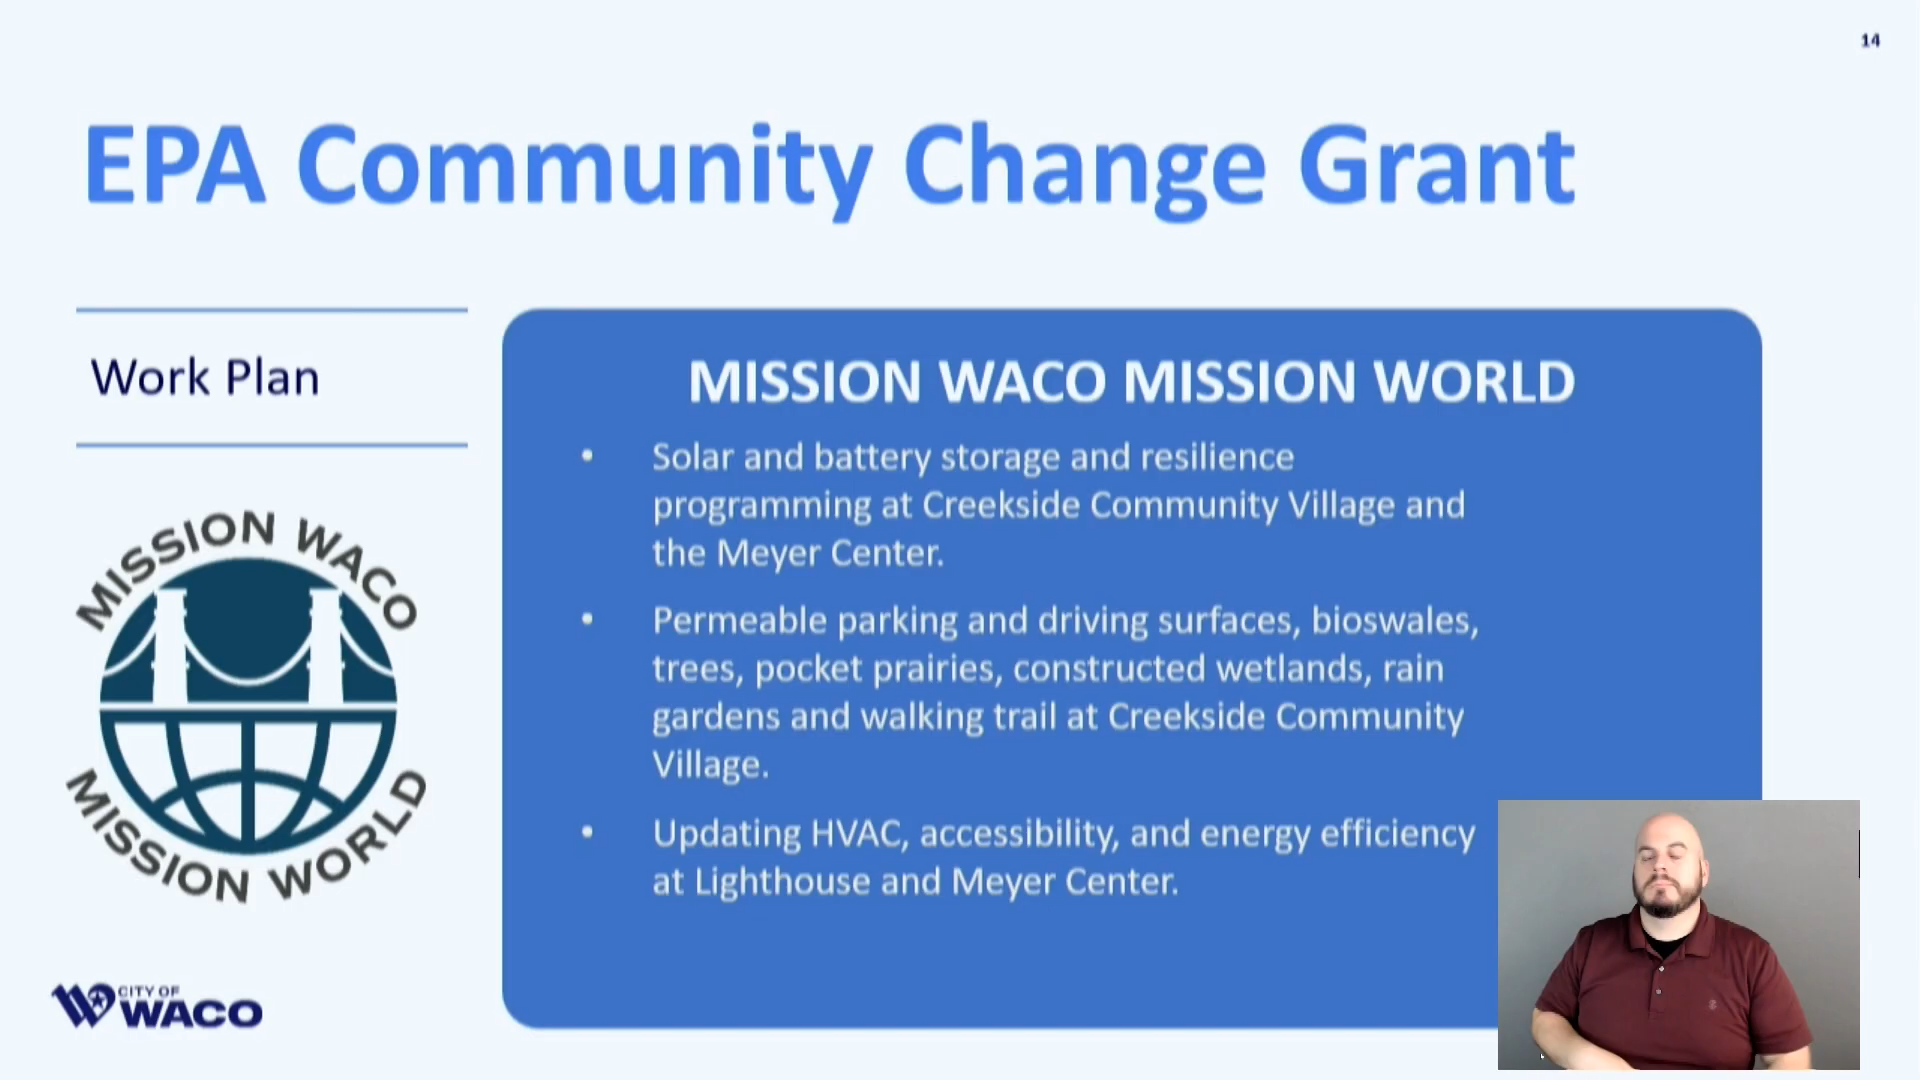 14
EPA Community Change Grant
Work Plan
MISSION WACO
MISSION WORLD
CITY OF
WACO
MISSION WACO MISSION WORLD
• Solar and battery storage and resilience
programming at Creekside Community Village and
the Meyer Center.
• Permeable parking and driving surfaces, bioswales,
trees, pocket prairies, constructed wetlands, rain
gardens and walking trail at Creekside Community
Village.
• Updating HVAC, accessibility, and energy efficiency
at Lighthouse and Meyer Center.